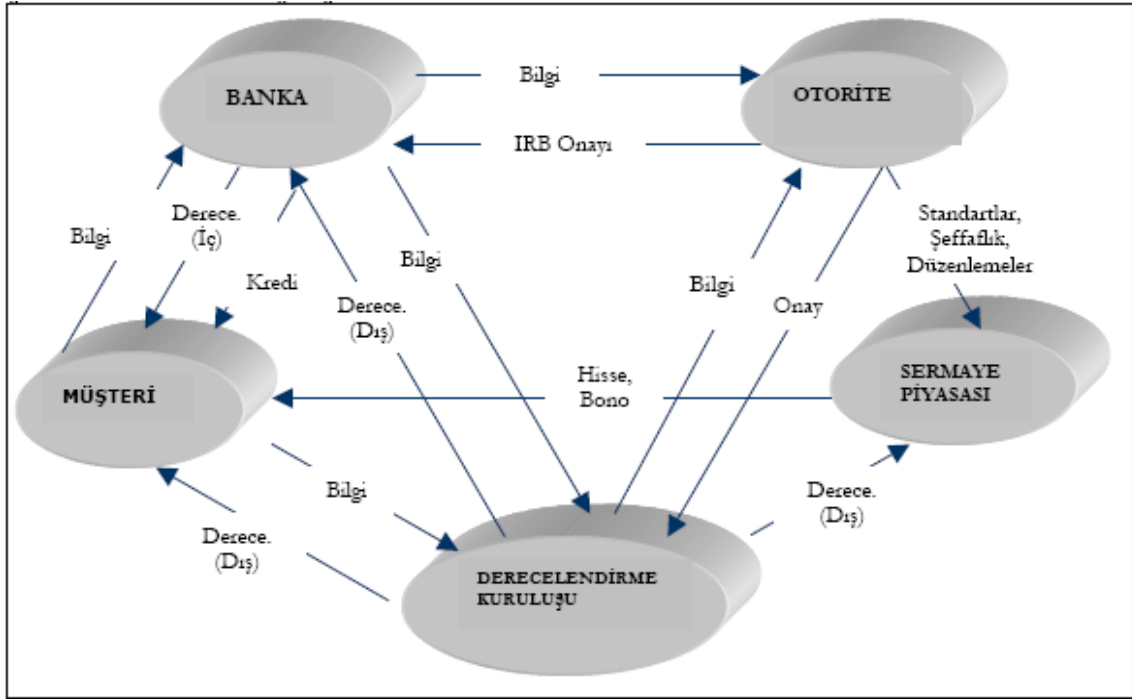 BANKA
Bilgi
OTORİTE
IRB Onayı
Bilgi
Derece.
(İç)
Kredi
Derece.
(Dış)
Bilgi
Bilgi
Onay
Standartlar,
Şeffaflık,
Düzenlemeler
MÜŞTERİ
Hisse,
Bono
SERMAYE
PİYASASI
Bilgi
Derece.
(Dış)
Derece.
(Dış)
DERECELENDİRME
KURULUŞU